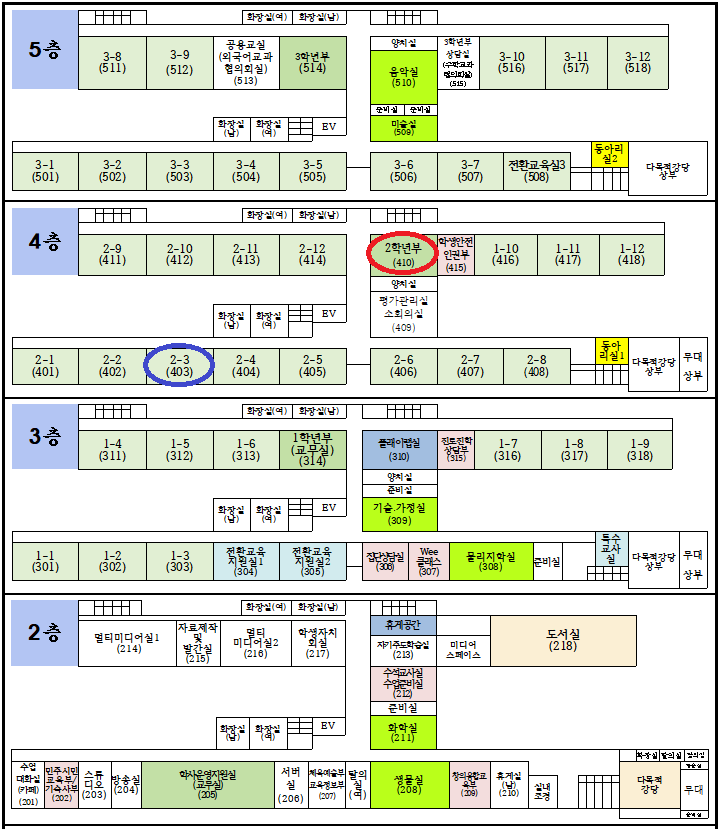 화장실(여) 화장실(남)
5층
3-8
(511)
3-9
(512)
공용교실
(외국어교과
협의회실)
(513)
3학년부
(514)
양치실
음악실
(510)
준비실 준비실
미술실
(509)
3학년부
상담실
(수학교과
협의회실)
(515)
3-10
(516)
3-11
(517)
3-12
(518)
화장실
(남)
화장실
(여)
EV
3-1
(501)
3-2
(502)
3-3
(503)
3-4
(504)
3-5
(505)
3-6
(506)
3-7
(507)
전환교육실3
(508)
동아리
실2
다목적강당
상부
화장실(여) 화장실(남)
4층
2-9
(411)
2-10
(412)
2-11
(413)
2-12
(414)
2학년부
(410)
학생안전
인권부
(415)
1-10
(416)
1-11
(417)
1-12
(418)
양치실
평가관리실
소회의실
(409)
화장실
(남)
화장실
(여)
EV
2-1
(401)
2-2
(402)
2-3
(403)
2-4
(404)
2-5
(405)
2-6
(406)
2-7
(407)
2-8
(408)
동아
리실1
다목적강당
상부
무대
상부
화장실(여) 화장실(남)
3층
1-4
(311)
1-5
(312)
1-6
(313)
1학년부
(교무실)
(314)
플레이랩실
(310)
진로진학
상담부
(315)
1-7
(316)
1-8
(317)
1-9
(318)
양치실
준비실
기술.가정실
(309)
화장실
(남)
화장실
(여)
EV
1-1
(301)
1-2
(302)
1-3
(303)
전환교육
지원실1
(304)
전환교육
지원실2
(305)
집단상담실
(306)
Wee
클래스
(307)
물리지학실
(308)
준비실
특수
교사
실
다목적강당
상부
무대
상부
화장실(여) 화장실(남)
2층
멀티미디어실1
(214)
자료제작
및
발간실
(215)
멀티
미디어실2
(216)
학생자치
회실
(217)
휴게공간
자기주도학습실
(213)
미디어
스페이스
도서실
(218)
수석교사실
수업준비실
(212)
준비실
화학실
(211)
화장실
(남)
화장실
(여)
EV
수업
대화실
(카페)
(201)
민주시민
교육부/
기숙사부
(202)
스튜
디오
(203)
방송실
(204)
학사운영지원실
(교무실)
(205)
서버
실
(206)
체육예술부
교육정보부
(207)
탈의
실
(여)
생물실
(208)
창의융합교
육부
(209)
휴게실
(남)
(210)
실내
조경
화장실 탈의실
다목적
강당
무대